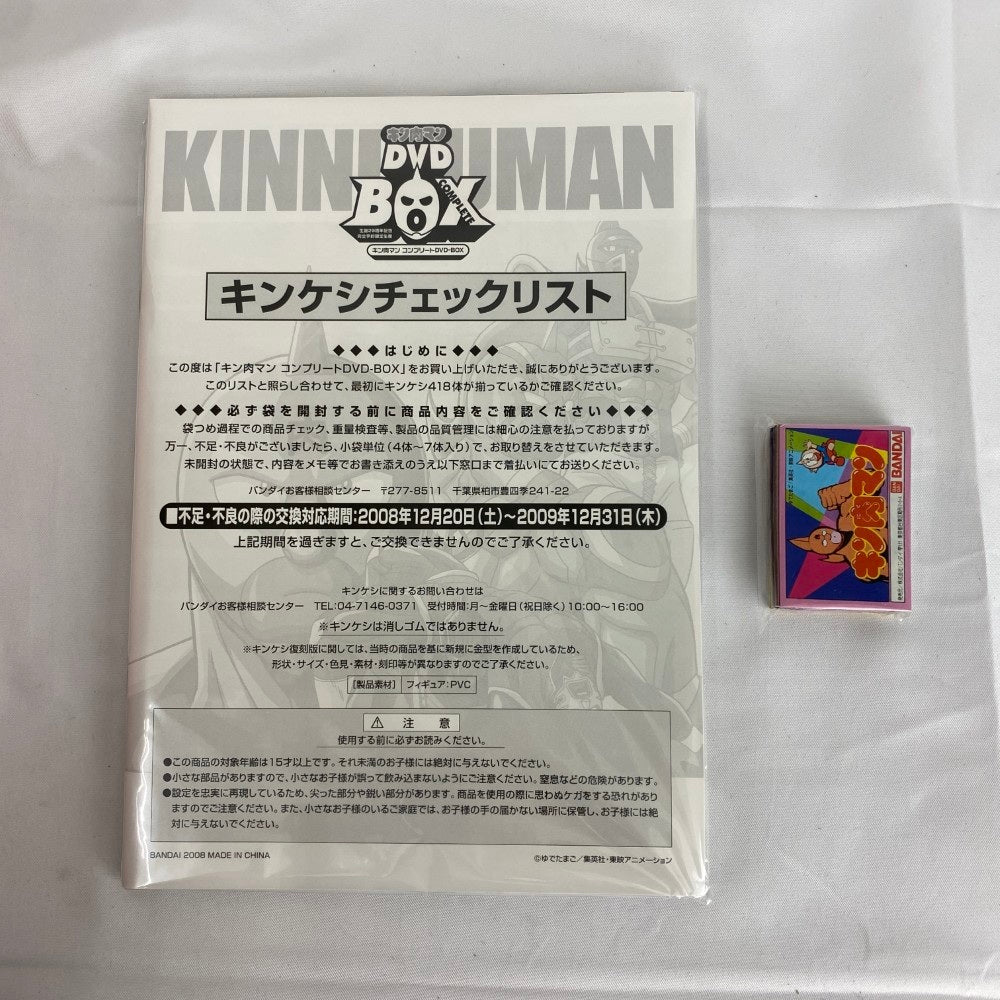 KINNIKUMAN
キン肉マン
DVD
BOX
COMPLETE
生誕29周年記念
完全予約限定生産
キン肉マン コンプリートDVD-BOX
キンケシチェックリスト
◆◆◆はじめに◆◆◆
この度は「キン肉マン コンプリートDVD-BOX」をお買い上げいただき、誠にありがとうございます。
このリストと照らし合わせて、最初にキンケシ418体が揃っているかご確認ください。
◆◆◆必ず袋を開封する前に商品内容をご確認ください◆◆◆
袋つめ過程での商品チェック、重量検査等、製品の品質管理には細心の注意を払っておりますが
万一、不足・不良がございましたら、小袋単位(4体〜7体入り)で、お取替えをさせていただきます。
未開封の状態で、内容をメモ等でお書き添えのうえ以下窓口まで着払いにてお送りください。
バンダイお客様相談センター 〒277-8511 千葉県柏市豊四季241-22
■不足・不良の際の交換対応期間:2008年12月20日(土)〜2009年12月31日(木)
上記期間を過ぎますと、ご交換できませんのでご了承ください。
キンケシに関するお問い合わせは
バンダイお客様相談センター TEL:04-7146-0371 受付時間:月〜金曜日(祝日除く)10:00〜16:00
※キンケシは消しゴムではありません。
※キンケシ復刻版に関しては、当時の商品を基に新規に金型を作成しているため、
形状・サイズ・色見・素材・刻印等が異なりますのでご了承ください。
[製品素材] フィギュア:PVC
⚠ 注 意
使用する前に必ずお読みください。
●この商品の対象年齢は15才以上です。それ未満のお子様には絶対に与えないでください。
●小さな部品がありますので、小さなお子様が誤って飲み込まないようにご注意ください。窒息などの危険があります。
●設定を忠実に再現しているため、尖った部分や鋭い部分があります。商品を使用の際に思わぬケガをする恐れがあり
ますのでご注意ください。また、小さなお子様のいるご家庭では、お子様の手の届かない場所に保管し、お子様には絶
対に与えないでください。
BANDAI 2008 MADE IN CHINA
©ゆでたまご/集英社・東映アニメーション
キン肉マン
BANDAI